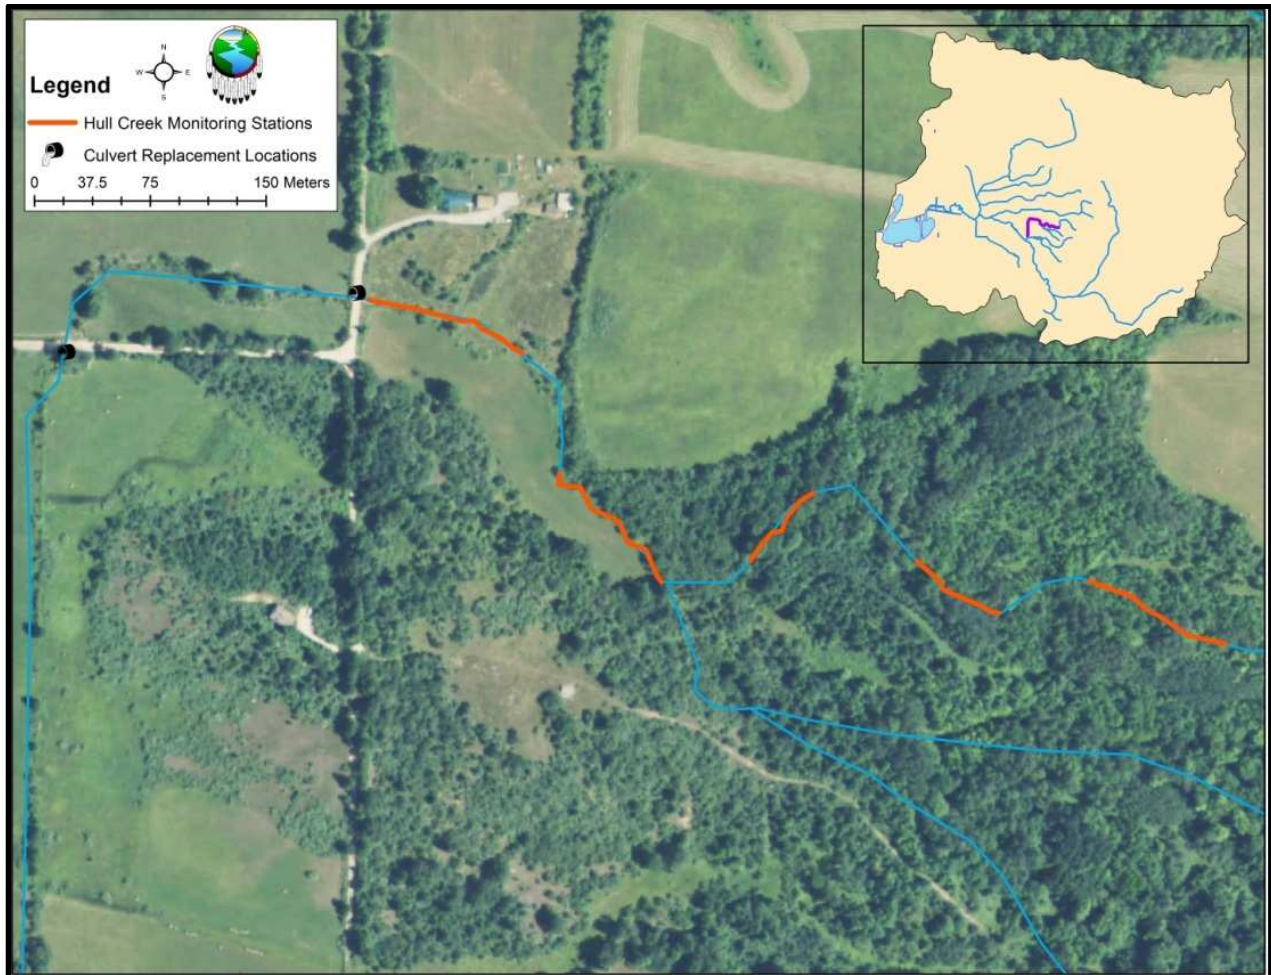 N
W E
S
Legend
Hull Creek Monitoring Stations
Culvert Replacement Locations
0 37.5 75 150 Meters